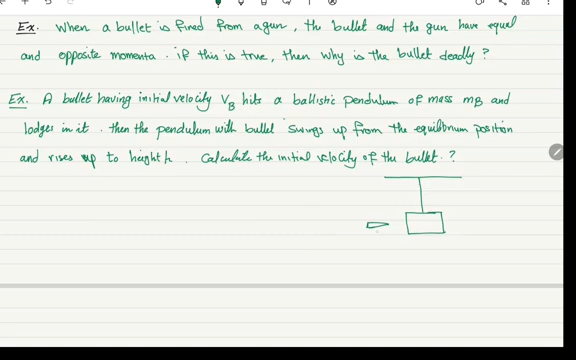 Ex. When a bullet is fired from a gun, the bullet and the gun have equal
and opposite momenta. if this is true, then why is the bullet deadly?
Ex. A bullet having initial velocity VB hits a ballistic pendulum of mass mB and
lodges in it. then the pendulum with bullet swings up from the equilibrium position
and rises up to height h. Calculate the initial velocity of the bullet.?